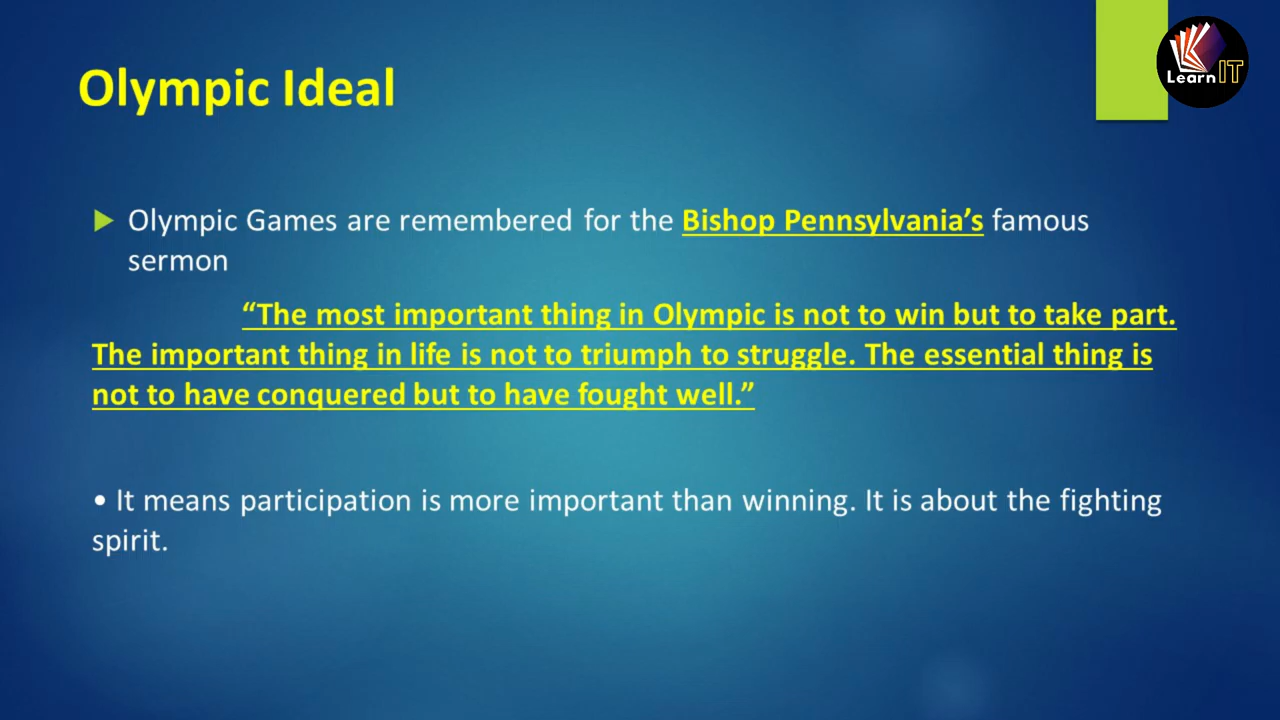 Learn IT
Olympic Ideal
Olympic Games are remembered for the Bishop Pennsylvania’s famous
sermon
“The most important thing in Olympic is not to win but to take part.
The important thing in life is not to triumph to struggle. The essential thing is
not to have conquered but to have fought well.”
• It means participation is more important than winning. It is about the fighting
spirit.